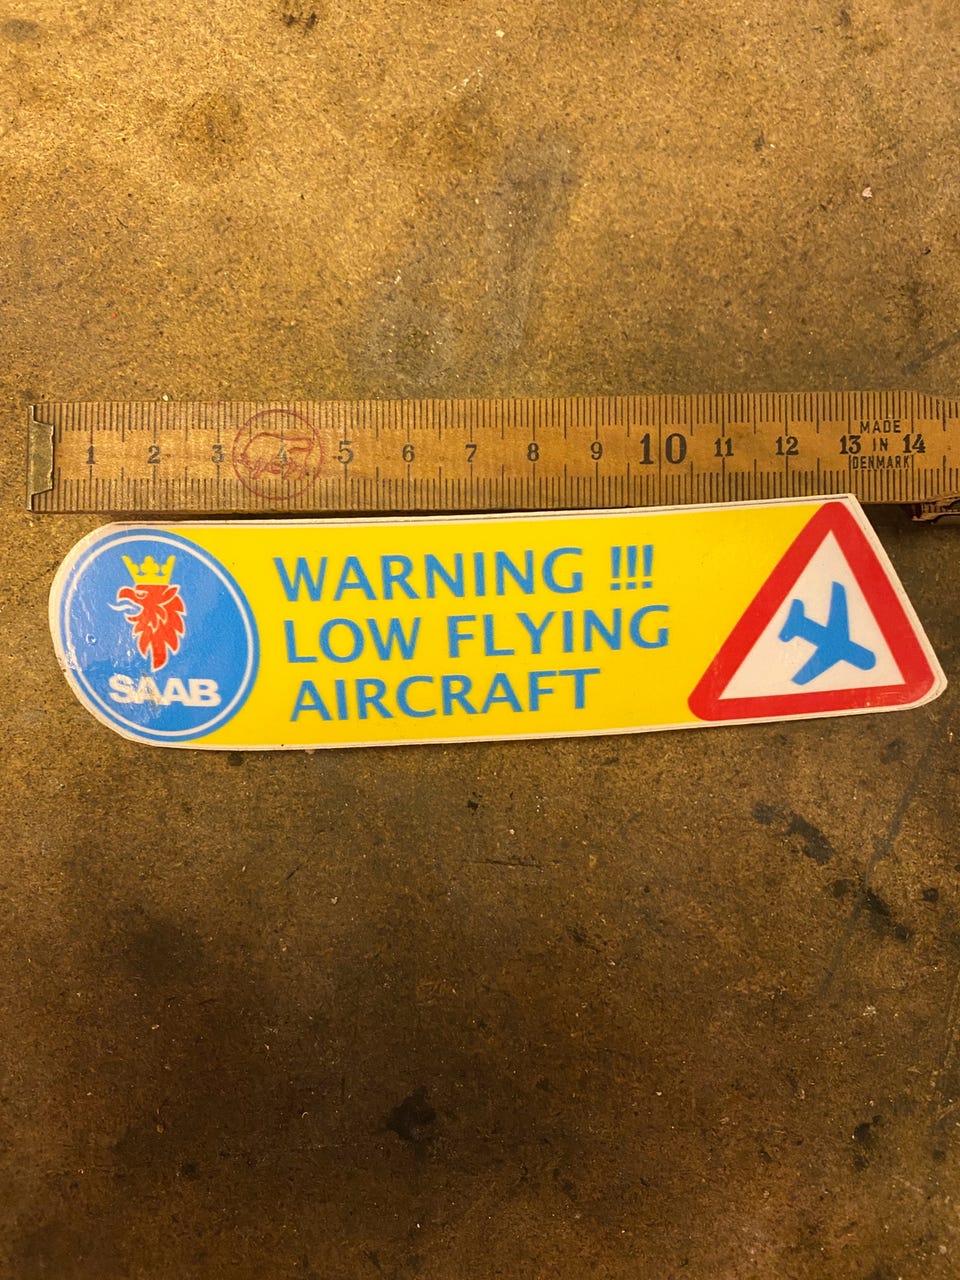 1 2 3 4 5 6 7 8 9 10 11 12 13 14
MADE
IN
DENMARK
WARNING !!!
LOW FLYING
AIRCRAFT
SAAB